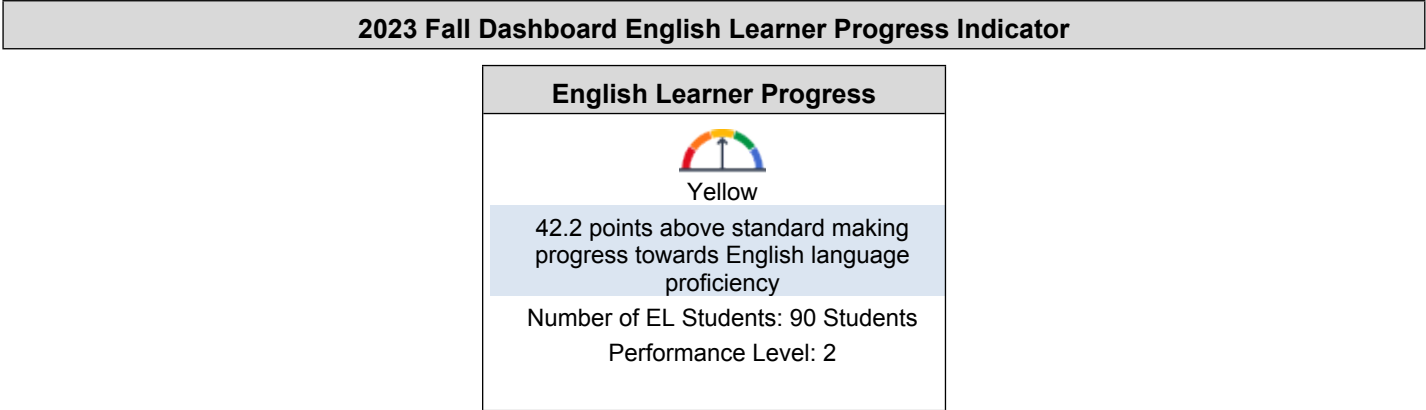 2023 Fall Dashboard English Learner Progress Indicator
English Learner Progress
Yellow
42.2 points above standard making
progress towards English language
proficiency
Number of EL Students: 90 Students
Performance Level: 2